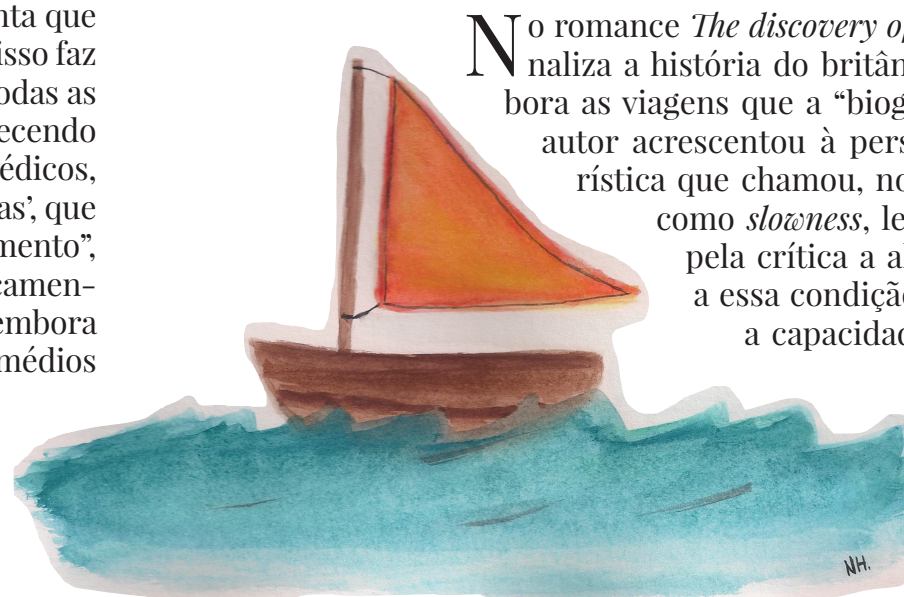 nta que
isso faz
odas as
ecendo
édicos,
as’, que
mento”,
camen-
embora
médios
No romance The discovery of
naliza a história do britân
bora as viagens que a “biog
autor acrescentou à pers
rística que chamou, no
como slowness, le
pela crítica a al
a essa condição
a capacidad
NH.